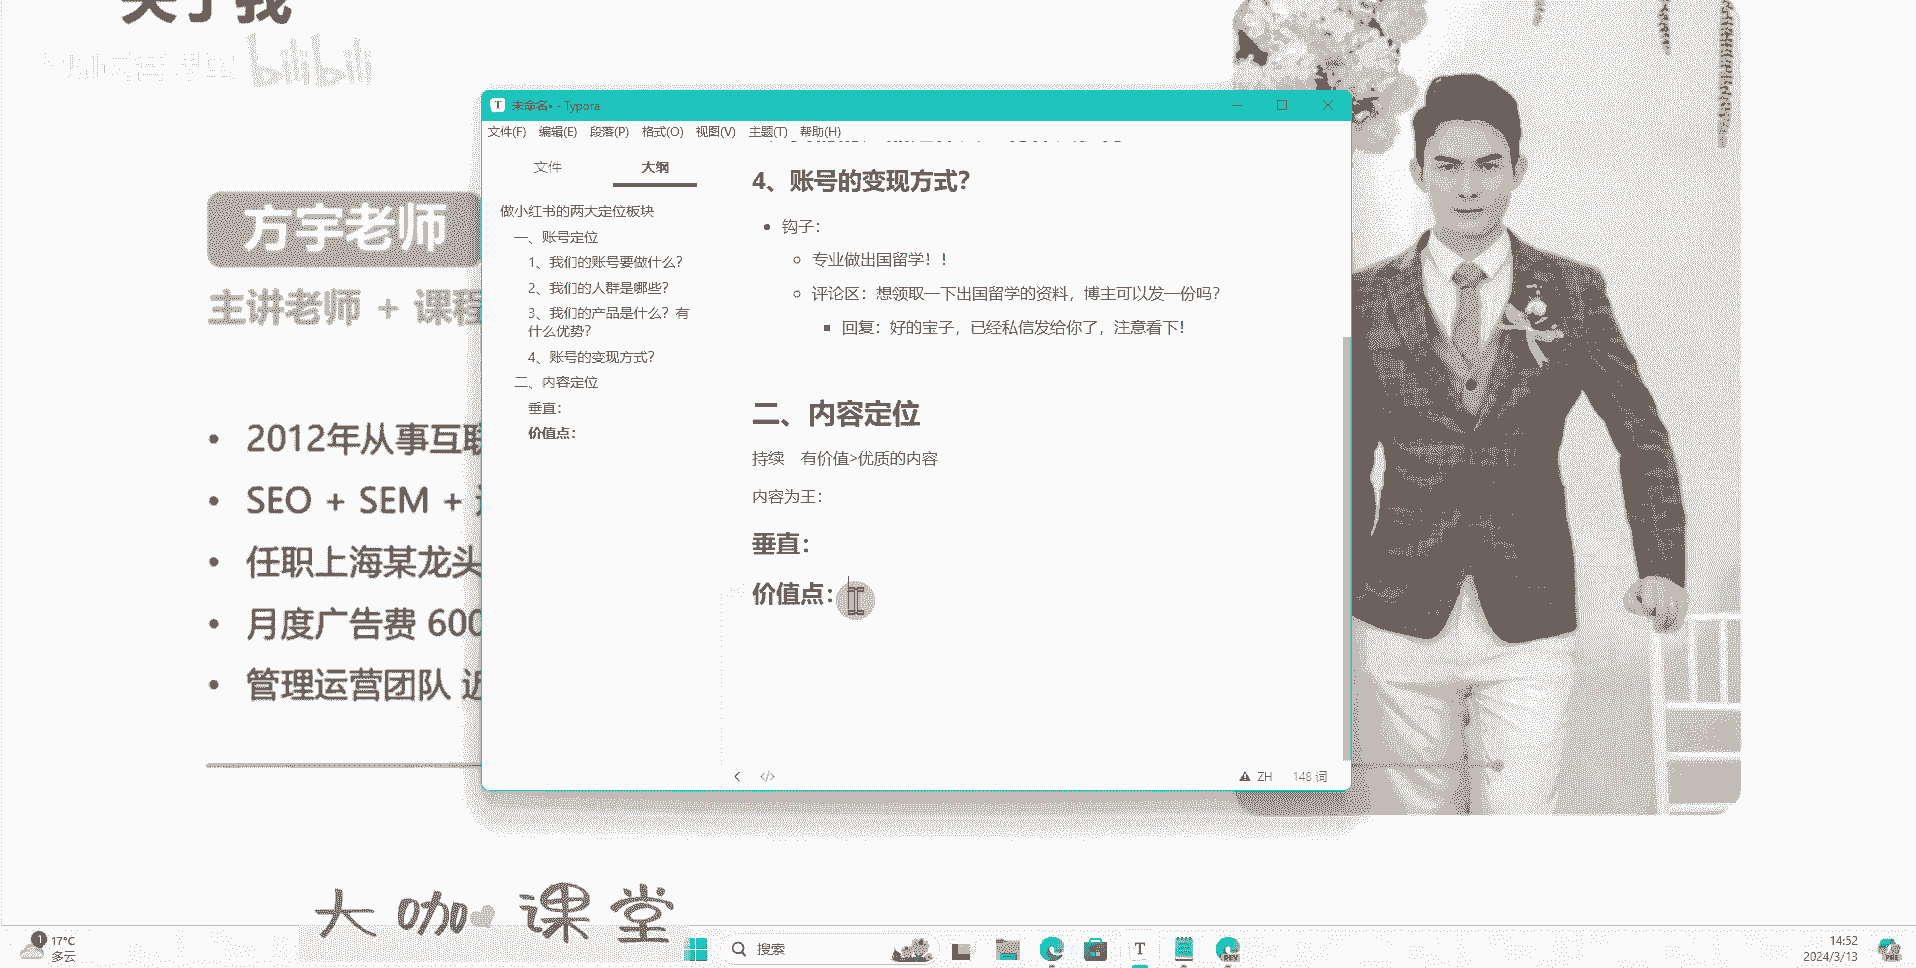 关于我
bilibili
方宇老师
主讲老师 + 课程
• 2012年从事互联
• SEO + SEM +
• 任职上海某龙头
• 月度广告费 600
• 管理运营团队 近
未命名• - Typora
文件(F) 编辑(E) 段落(P) 格式(O) 视图(V) 主题(T) 帮助(H)
文件 大纲
做小红书的两大定位板块
一、账号定位
1、我们的账号要做什么？
2、我们的人群是哪些？
3、我们的产品是什么？有
什么优势？
4、账号的变现方式？
二、内容定位
垂直：
价值点：
4、账号的变现方式？
钩子：
专业做出国留学！！
评论区：想领取一下出国留学的资料，博主可以发一份吗？
回复：好的宝子，已经私信发给你了，注意看下！
二、内容定位
持续 有价值>优质的内容
内容为王：
垂直：
价值点：
</> ZH 148 词
大咖课堂
1 17°C
多云
搜索
T
14:52
2024/3/13